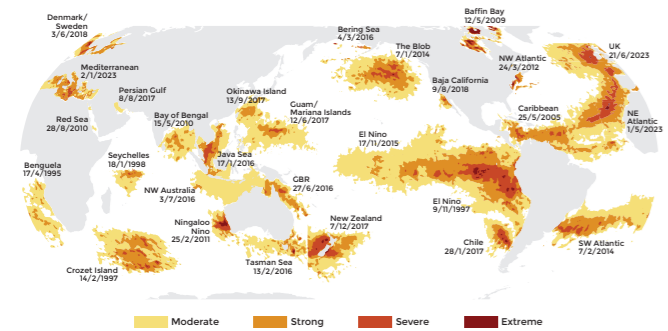 Denmark/
Sweden
3/6/2018
Mediterranean
2/1/2023
Persian Gulf
8/8/2017
Red Sea
28/8/2010
Bay of Bengal
15/5/2010
Okinawa Island
13/9/2017
Guam/
Mariana Islands
12/6/2017
Bering Sea
4/3/2016
The Blob
7/1/2014
Baffin Bay
12/5/2009
NW Atlantic
24/3/2012
UK
21/6/2023
Baja California
9/8/2018
Caribbean
25/5/2005
NE
Atlantic
1/5/2023
El Nino
17/11/2015
Benguela
17/4/1995
Seychelles
18/1/1998
Java Sea
17/1/2016
NW Australia
3/7/2016
GBR
27/6/2016
Ningaloo
Nino
25/2/2011
Crozet Island
14/2/1997
Tasman Sea
13/2/2016
New Zealand
7/12/2017
El Nino
9/11/1997
Chile
28/1/2017
SW Atlantic
7/2/2014
Moderate
Strong
Severe
Extreme